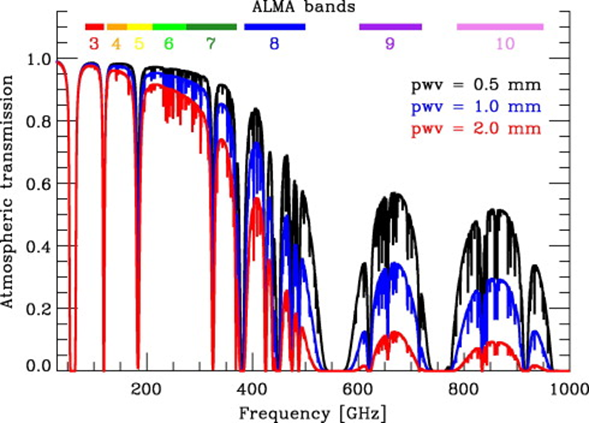 ALMA bands
3 4 5 6 7 8 9 10
1.0
0.8
0.6
0.4
0.2
0.0
Atmospheric transmission
pwv = 0.5 mm
pwv = 1.0 mm
pwv = 2.0 mm
200 400 600 800 1000
Frequency [GHz]